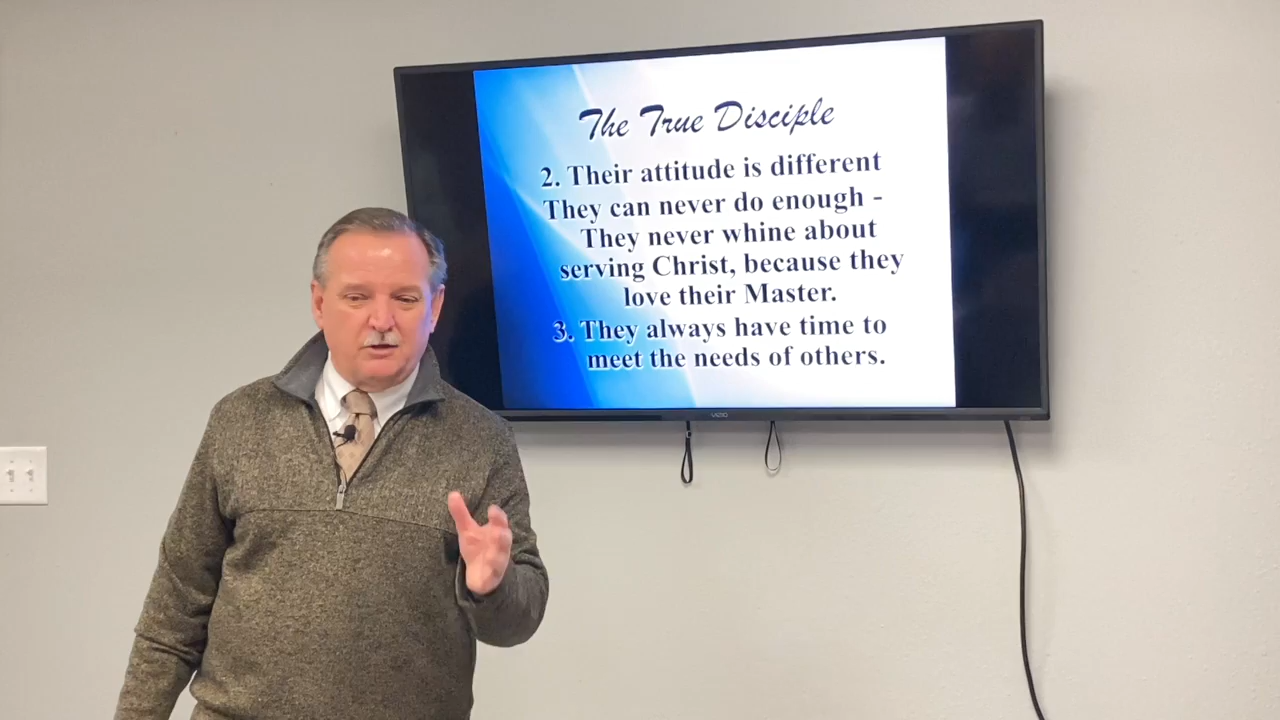 The True Disciple
2. Their attitude is different
They can never do enough -
They never whine about
serving Christ, because they
love their Master.
3. They always have time to
meet the needs of others.
VIZIO